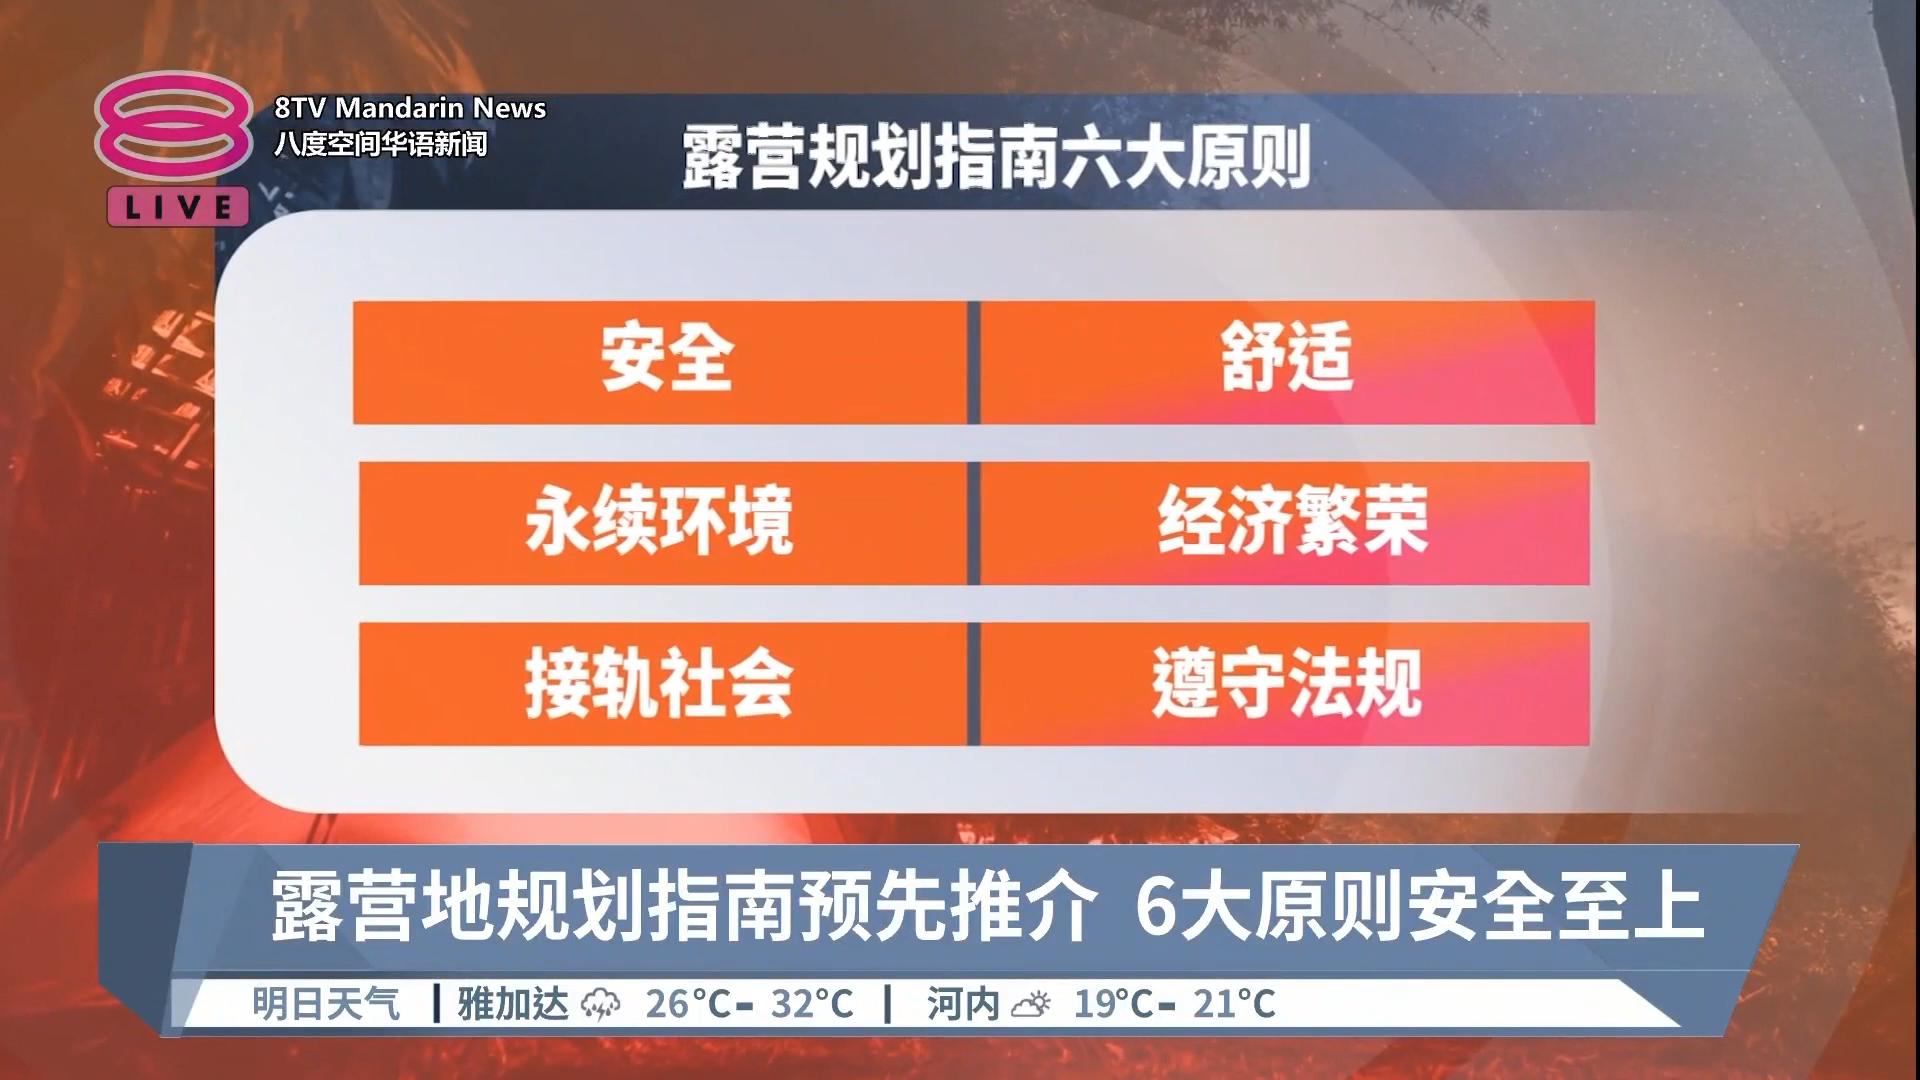 8TV Mandarin News
八度空间华语新闻
LIVE
露营规划指南六大原则
安全 舒适
永续环境 经济繁荣
接轨社会 遵守法规
露营地规划指南预先推介 6大原则安全至上
明日天气 | 雅加达 26°C- 32°C | 河内 19°C- 21°C